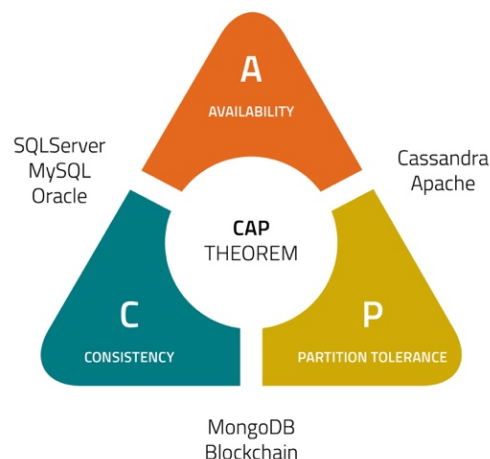 A
AVAILABILITY
SQLServer
MySQL
Oracle
Cassandra
Apache
CAP
THEOREM
C
CONSISTENCY
P
PARTITION TOLERANCE
MongoDB
Blockchain